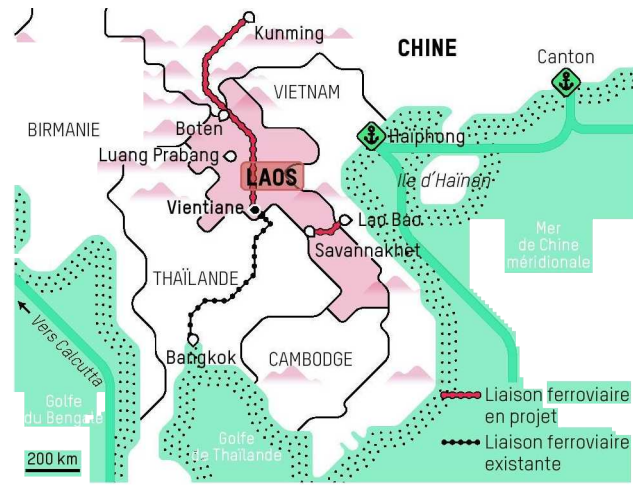 Kunming
CHINE
Canton
VIETNAM
BIRMANIE
Boten
Haiphong
Luang Prabang
LAOS
Ile d'Haïnan
Vientiane
Lao Bao
Savannakhet
Mer
de Chine
méridionale
THAÏLANDE
Vers Calcutta
Bangkok
CAMBODGE
Golfe
du Bengale
Golfe
de Thaïlande
200 km
Liaison ferroviaire
en projet
Liaison ferroviaire
existante